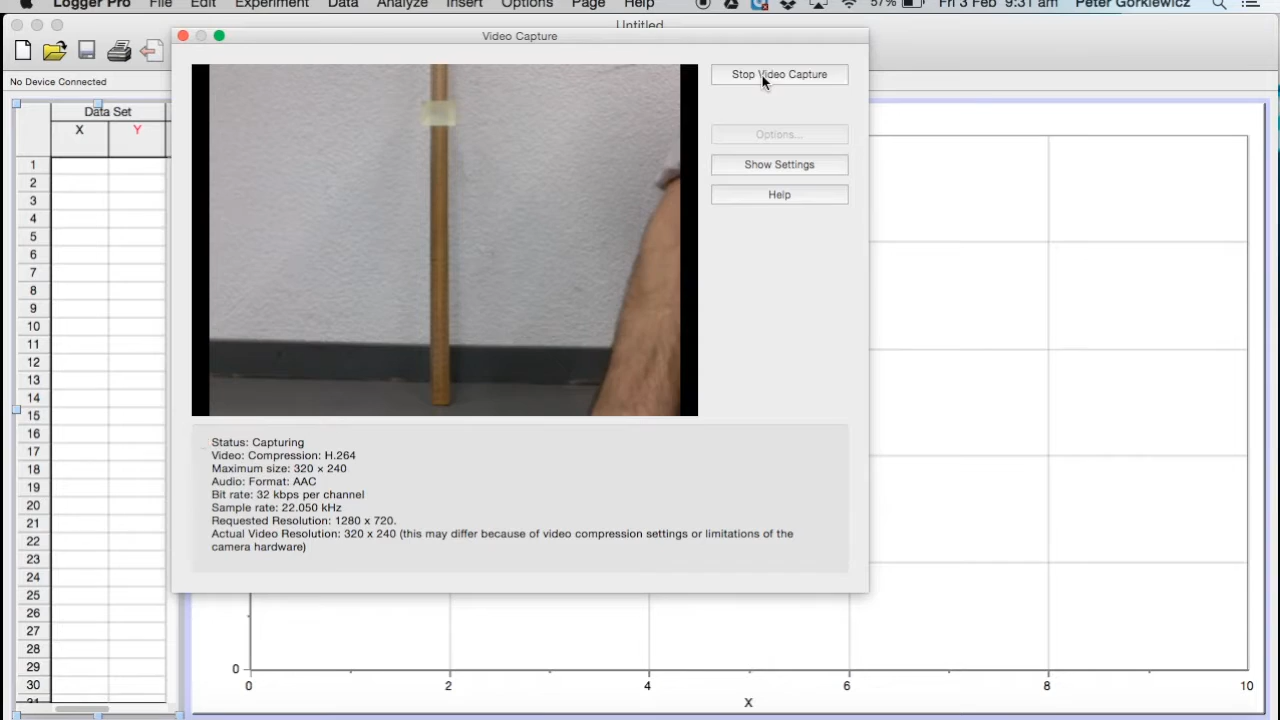 Logger Pro File Edit Experiment Data Analyze Insert Options Page Help 57% Fri 3 Feb 9:31 am Peter Gorkiewicz
Untitled
Video Capture
No Device Connected
Stop Video Capture
Options...
Show Settings
Help
Data Set
X Y
1
2
3
4
5
6
7
8
9
10
11
12
13
14
15
16
17
18
19
20
21
22
23
24
25
26
27
28
29
30
31
Status: Capturing
Video: Compression: H.264
Maximum size: 320 × 240
Audio: Format: AAC
Bit rate: 32 kbps per channel
Sample rate: 22.050 kHz
Requested Resolution: 1280 x 720.
Actual Video Resolution: 320 x 240 (this may differ because of video compression settings or limitations of the
camera hardware)
0
0 2 4 6 8 10
X